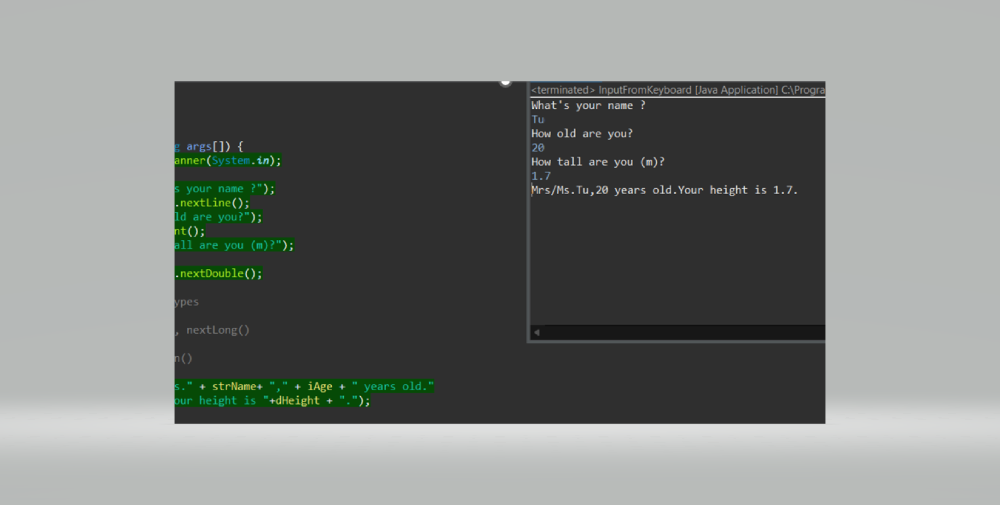 g args[]) {
anner(System.in);
s your name ?");
.nextLine();
ld are you?");
nt();
all are you (m)?");
.nextDouble();
ypes
, nextLong()
n()
s." + strName+ "," + iAge + " years old."
our height is "+dHeight + ".");
<terminated> InputFromKeyboard [Java Application] C:\Progra
What's your name ?
Tu
How old are you?
20
How tall are you (m)?
1.7
Mrs/Ms.Tu,20 years old.Your height is 1.7.